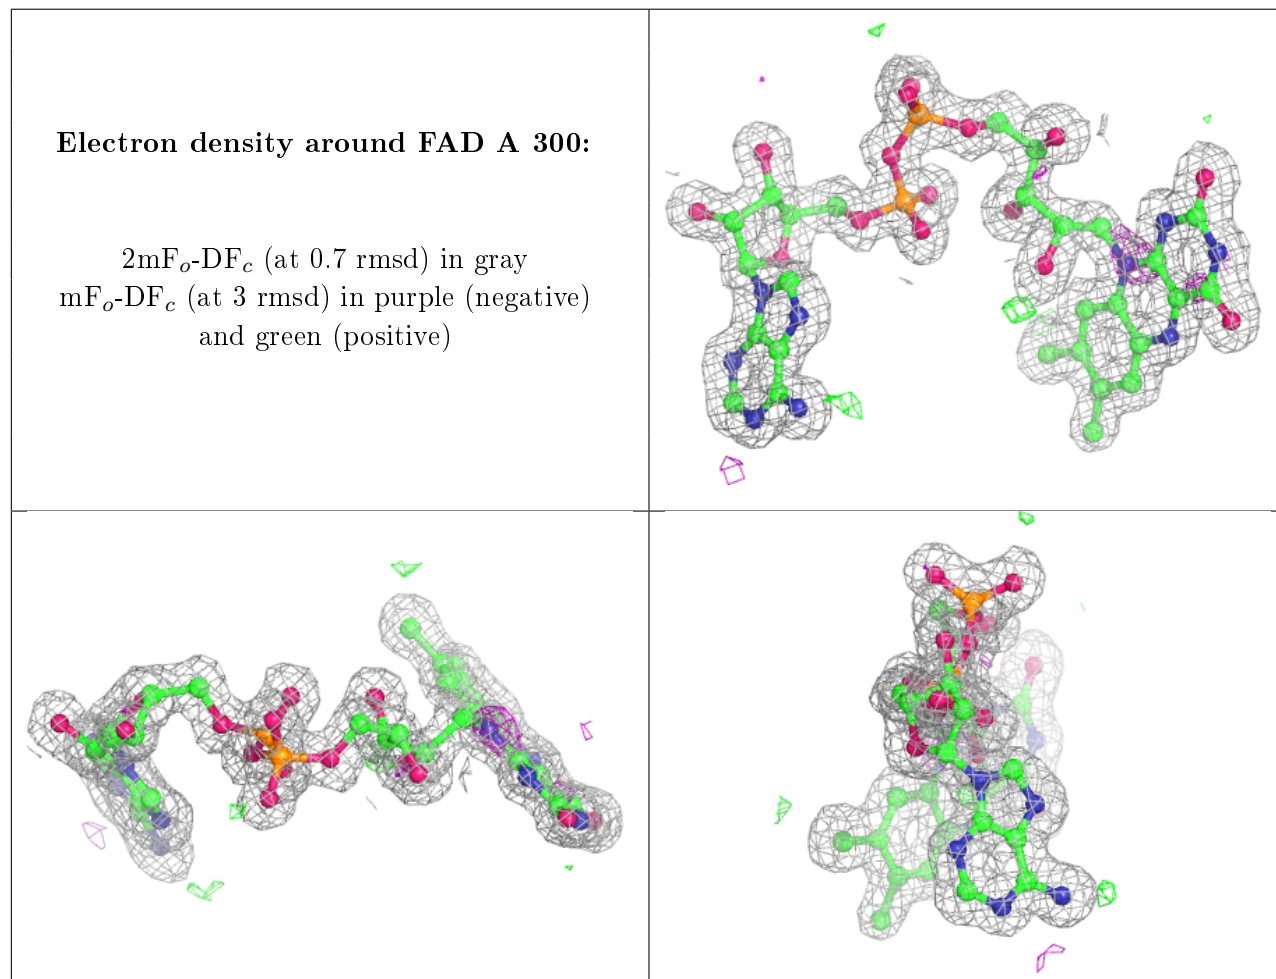 Electron density around FAD A 300:
2mFₒ-DF𝒸 (at 0.7 rmsd) in gray
mFₒ-DF𝒸 (at 3 rmsd) in purple (negative)
and green (positive)